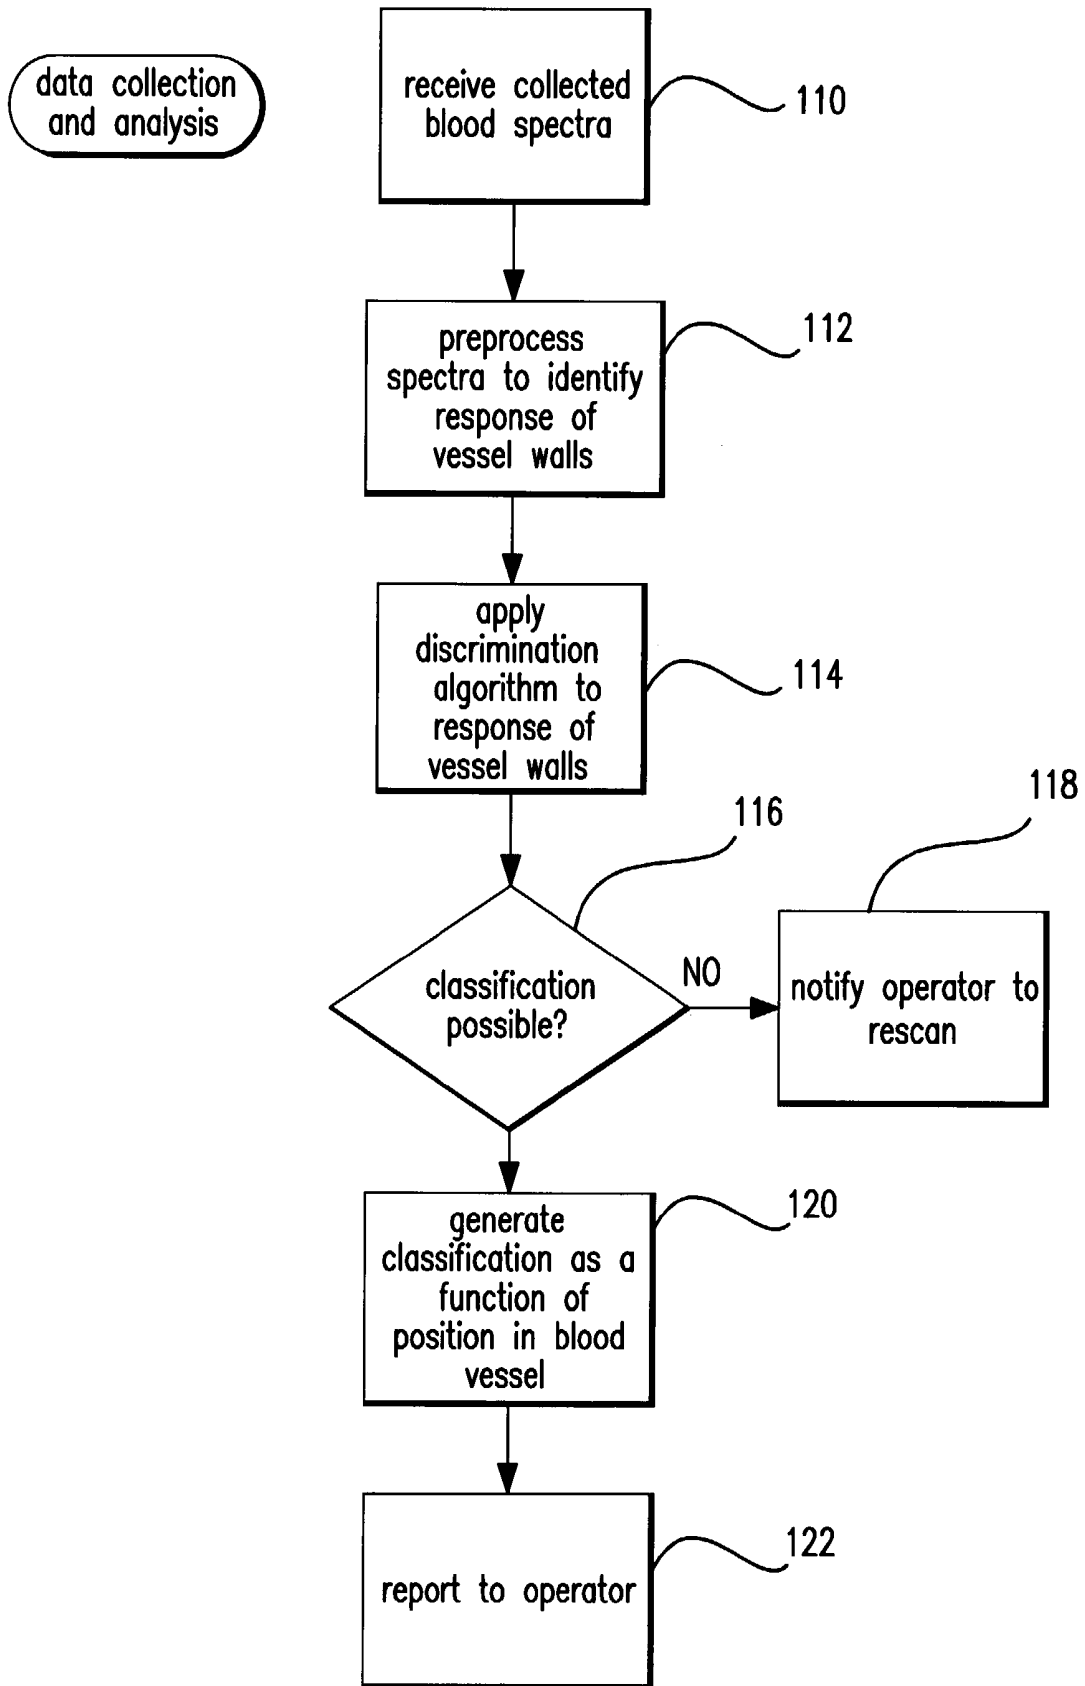 data collection
and analysis
receive collected
blood spectra
110
preprocess
spectra to identify
response of
vessel walls
112
apply
discrimination
algorithm to
response of
vessel walls
114
116
118
classification
possible?
NO
notify operator to
rescan
generate
classification as a
function of
position in blood
vessel
120
report to operator
122